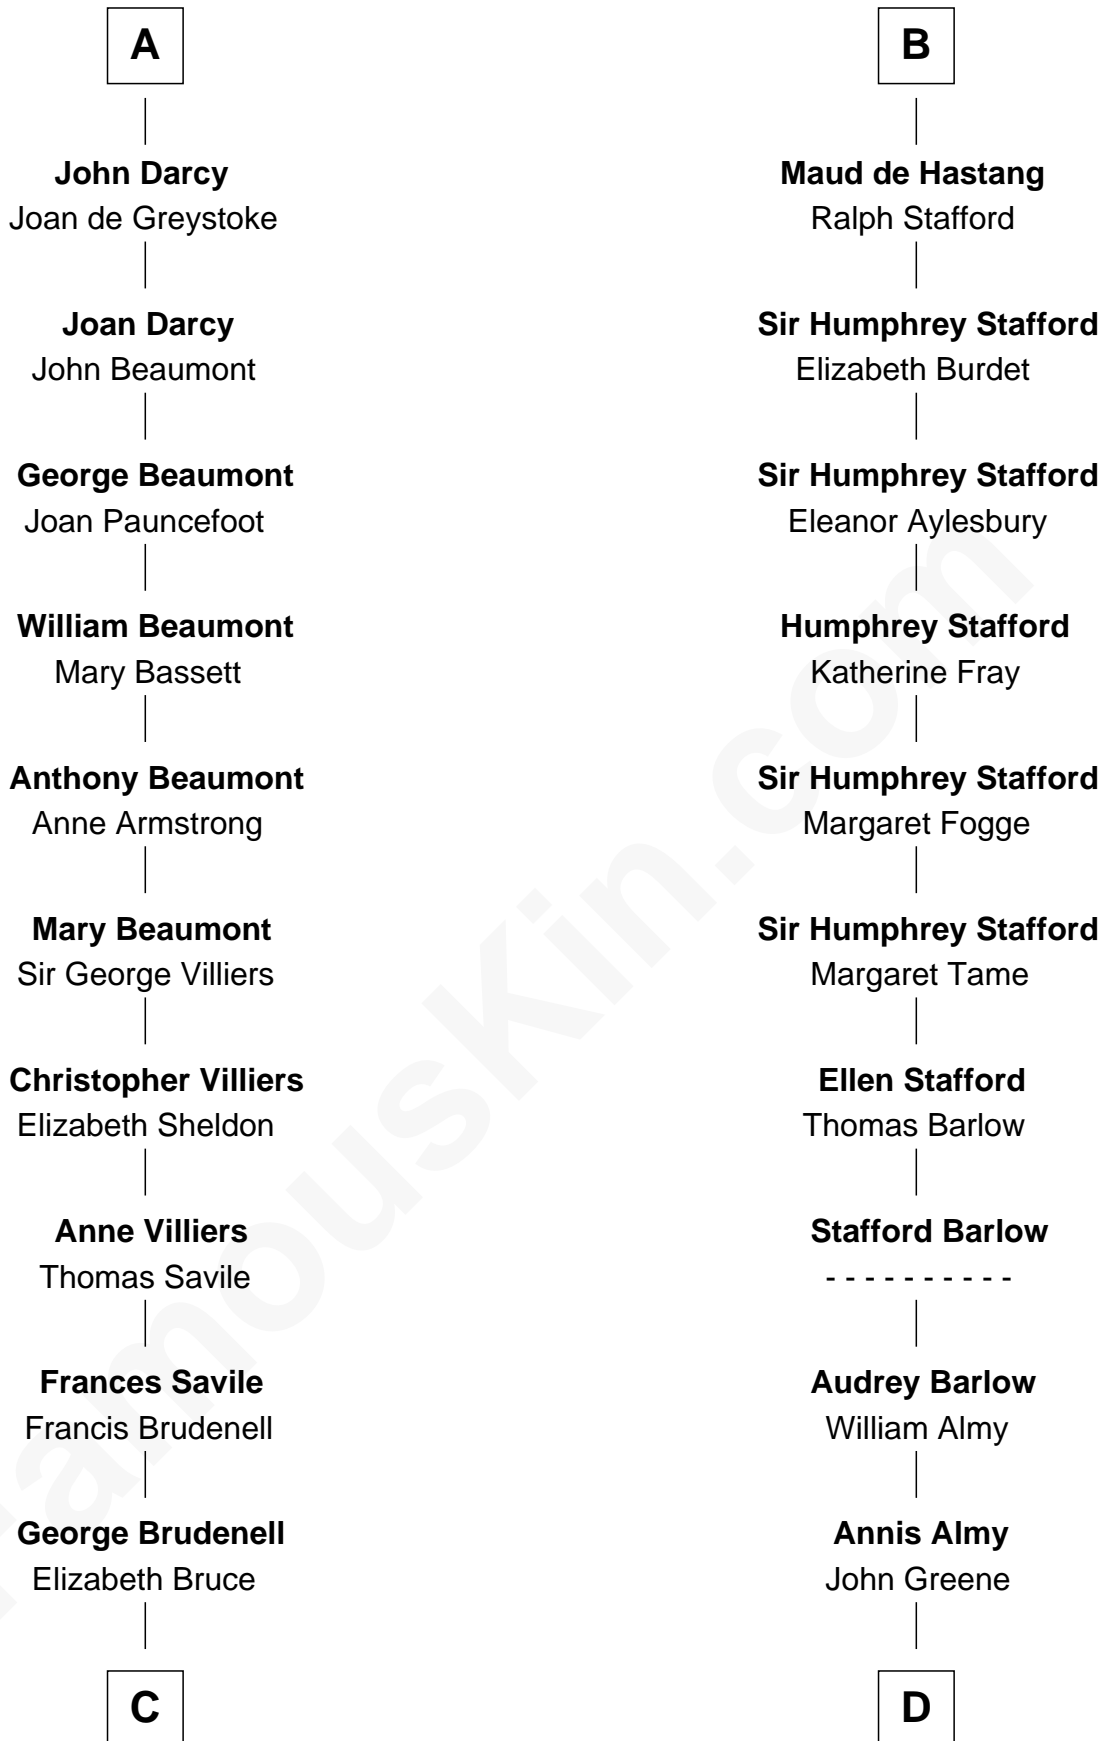 A
John Darcy
Joan de Greystoke
Joan Darcy
John Beaumont
George Beaumont
Joan Pauncefoot
William Beaumont
Mary Bassett
Anthony Beaumont
Anne Armstrong
Mary Beaumont
Sir George Villiers
Christopher Villiers
Elizabeth Sheldon
Anne Villiers
Thomas Savile
Frances Savile
Francis Brudenell
George Brudenell
Elizabeth Bruce
C
B
Maud de Hastang
Ralph Stafford
Sir Humphrey Stafford
Elizabeth Burdet
Sir Humphrey Stafford
Eleanor Aylesbury
Humphrey Stafford
Katherine Fray
Sir Humphrey Stafford
Margaret Fogge
Sir Humphrey Stafford
Margaret Tame
Ellen Stafford
Thomas Barlow
Stafford Barlow
- - - - - - - - - -
Audrey Barlow
William Almy
Annis Almy
John Greene
D
FamousKin.com